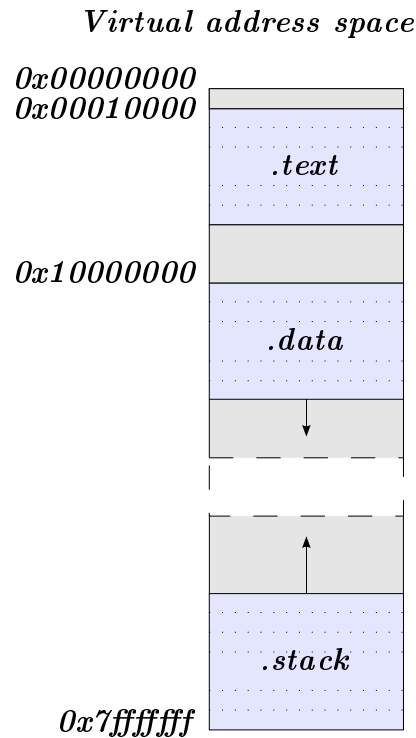 Virtual address space
0x00000000
0x00010000
.text
0x10000000
.data
.stack
0x7fffffff